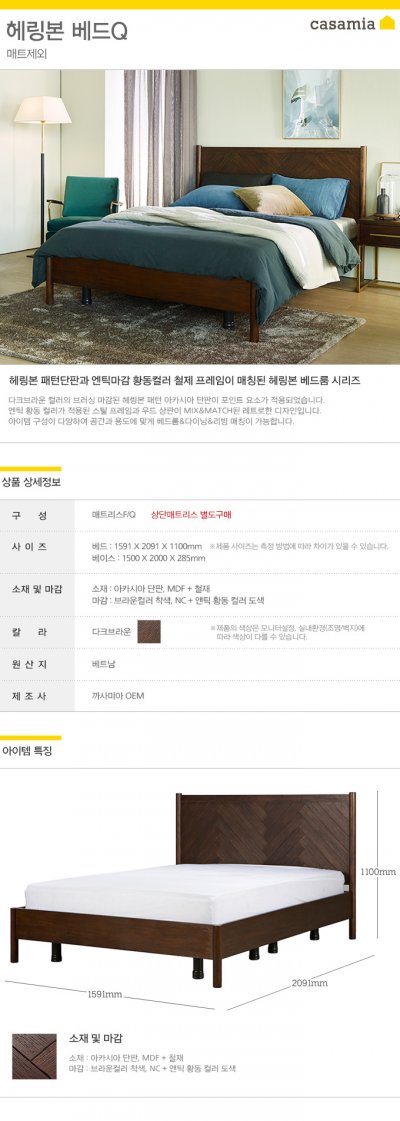 헤링본 베드Q
casamia
매트제외
헤링본 패턴단판과 엔틱마감 황동컬러 철제 프레임이 매칭된 헤링본 베드룸 시리즈
다크브라운 컬러의 브러싱 마감된 헤링본 패턴 아카시아 단판이 포인트 요소가 적용되었습니다.
엔틱 황동 컬러가 적용된 스틸 프레임과 우드 상판이 MIX&MATCH된 레트로한 디자인입니다.
아이템 구성이 다양하여 공간과 용도에 맞게 베드룸&다이닝&리빙 매칭이 가능합니다.
상품 상세정보
구 성 매트리스F/Q 상단매트리스 별도구매
사 이 즈 베드 : 1591 X 2091 X 1100mm ※제품 사이즈는 측정 방법에 따라 차이가 있을 수 있습니다.
베이스 : 1500 X 2000 X 285mm
소재 및 마감 소재 : 아카시아 단판, MDF + 철재
마감 : 브라운컬러 착색, NC + 앤틱 황동 컬러 도색
칼 라 다크브라운 ※제품의 색상은 모니터설정, 실내환경(조명/벽지)에
따라 색상이 다를 수 있습니다.
원 산 지 베트남
제 조 사 까사미아 OEM
아이템 특징
1100mm
2091mm
1591mm
소재 및 마감
소재 : 아카시아 단판, MDF + 철재
마감 : 브라운컬러 착색, NC + 앤틱 황동 컬러 도색